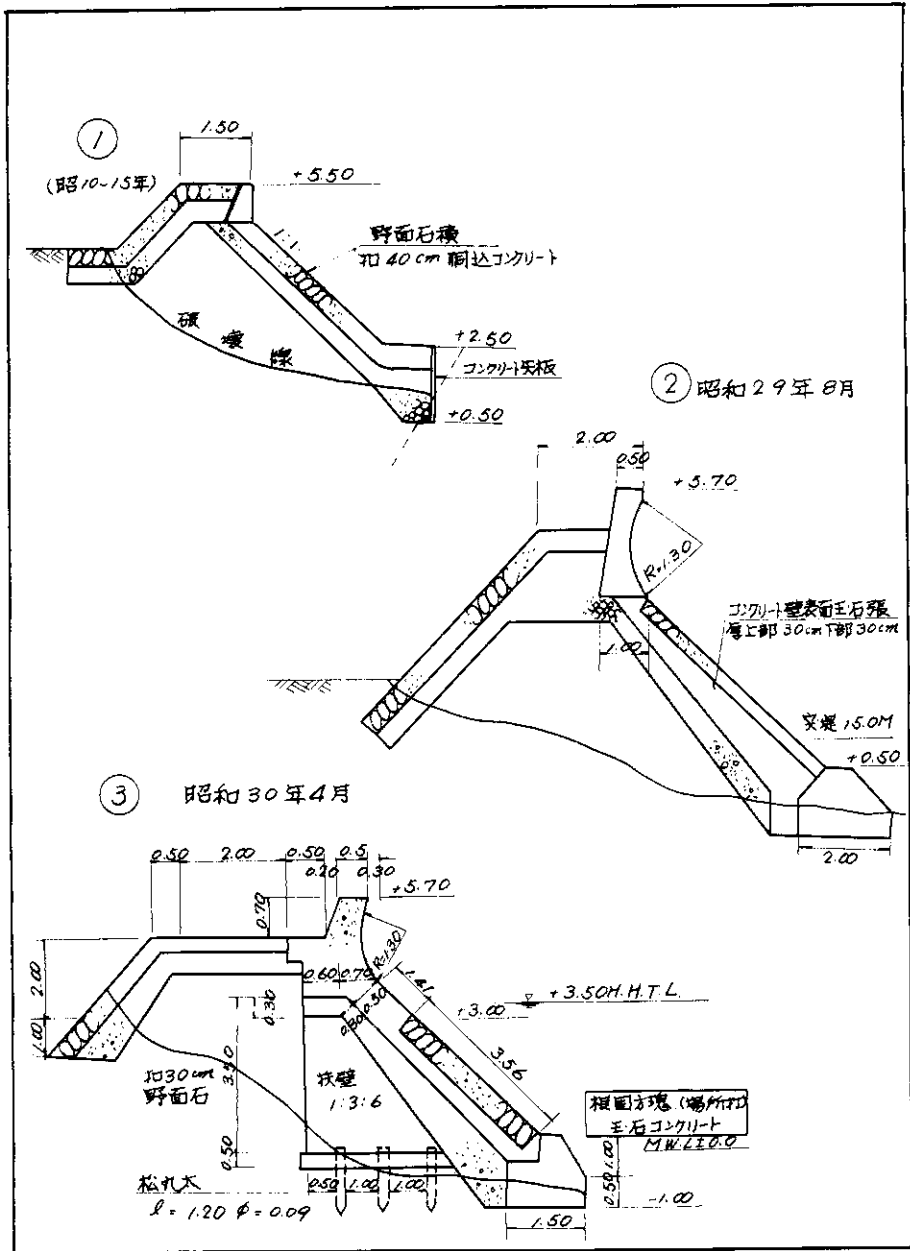 ①
(昭10~15年)
1.50
+5.50
1:1
野面石積
扣 40cm 胴込コンクリート
破壊線
+2.50
コンクリート矢板
+0.50
② 昭和29年8月
2.00
0.50
+5.70
R=1.30
コンクリート壁表面玉石張
厚上部30cm下部30cm
1.00
突堤 15.0M
+0.50
2.00
③ 昭和30年4月
0.50 2.00 0.50 0.5
0.20 0.30
+5.70
0.70
R=1.30
0.60 0.70
1.41
2.00
+3.50 H.H.T.L.
0.30
+3.00
0.30 0.50
1.00
3.50
3.56
扣30cm
野面石
扶壁
1:3:6
根固方塊(場所打)
玉石コンクリート
M.W.L±0.0
0.50
0.50 1.00 1.00
0.50 1.00
-1.00
松丸太
l = 1.20 φ = 0.09
1.50